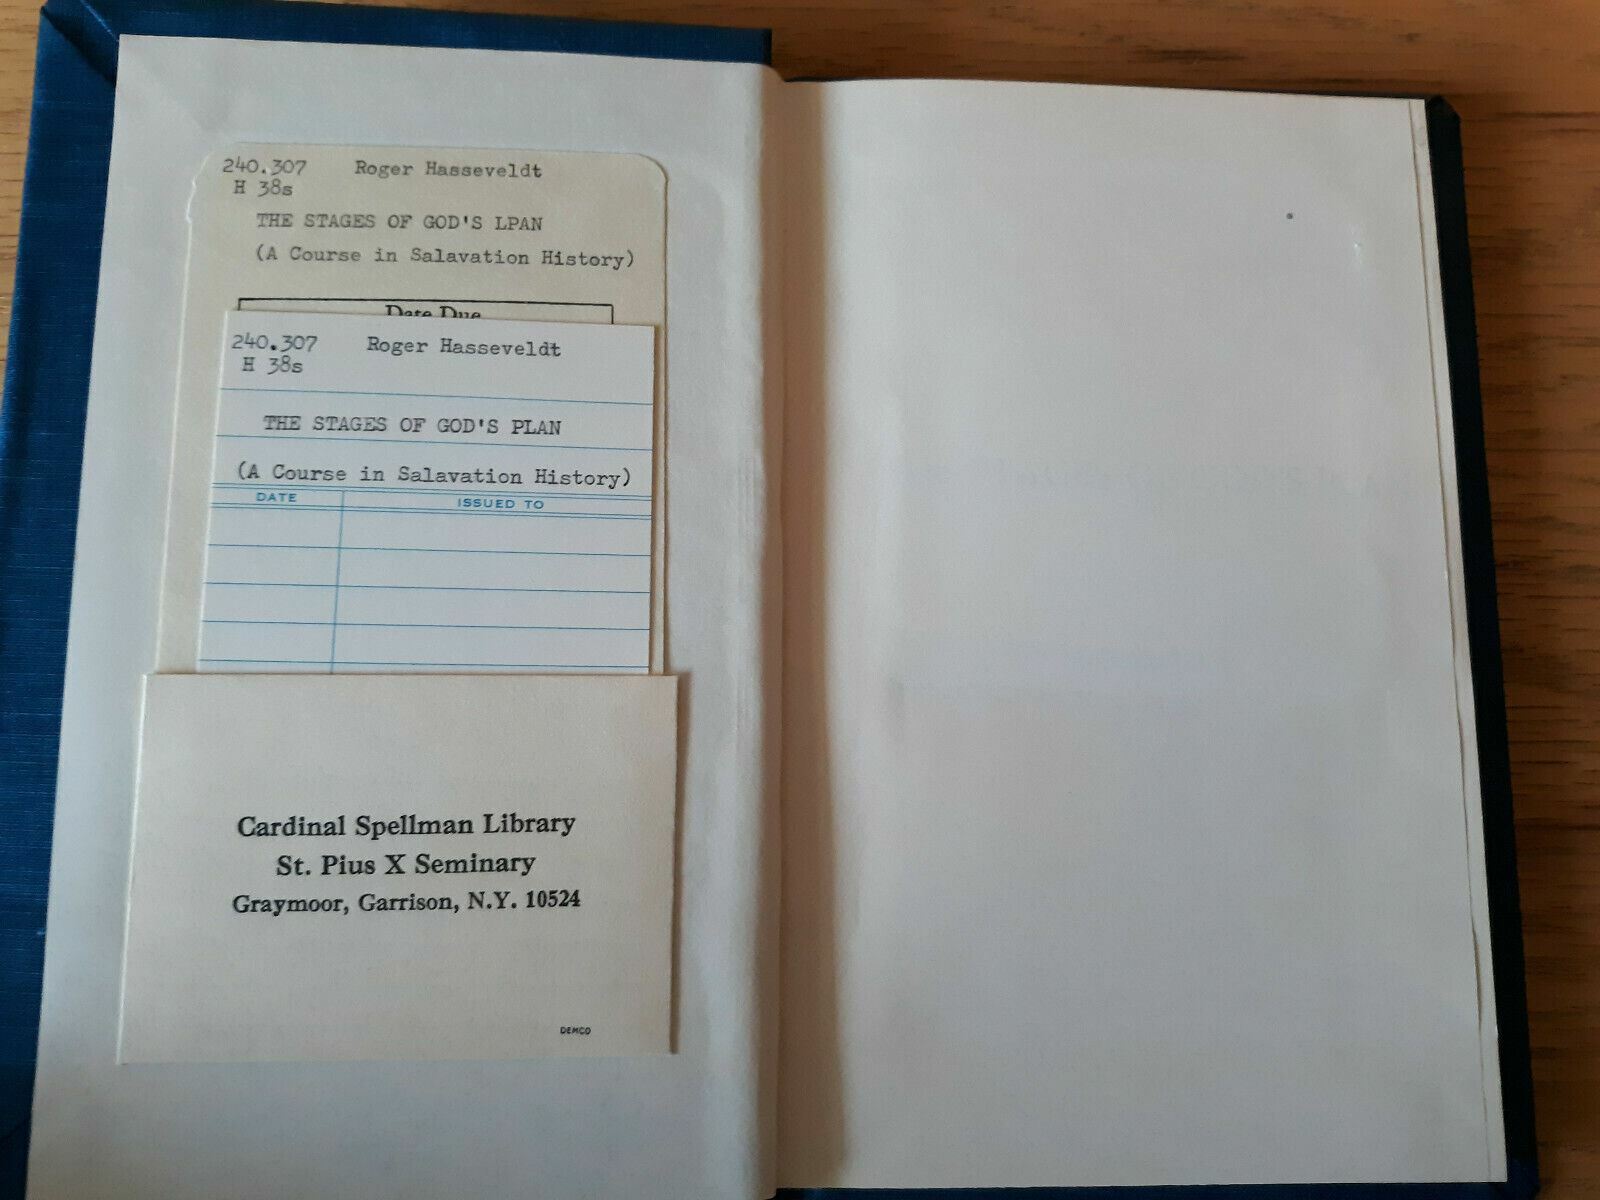 240.307 Roger Hasseveldt
H 38s
THE STAGES OF GOD'S LPAN
(A Course in Salavation History)
Date Due
240.307 Roger Hasseveldt
H 38s
THE STAGES OF GOD'S PLAN
(A Course in Salavation History)
DATE ISSUED TO
Cardinal Spellman Library
St. Pius X Seminary
Graymoor, Garrison, N.Y. 10524
DEMCO